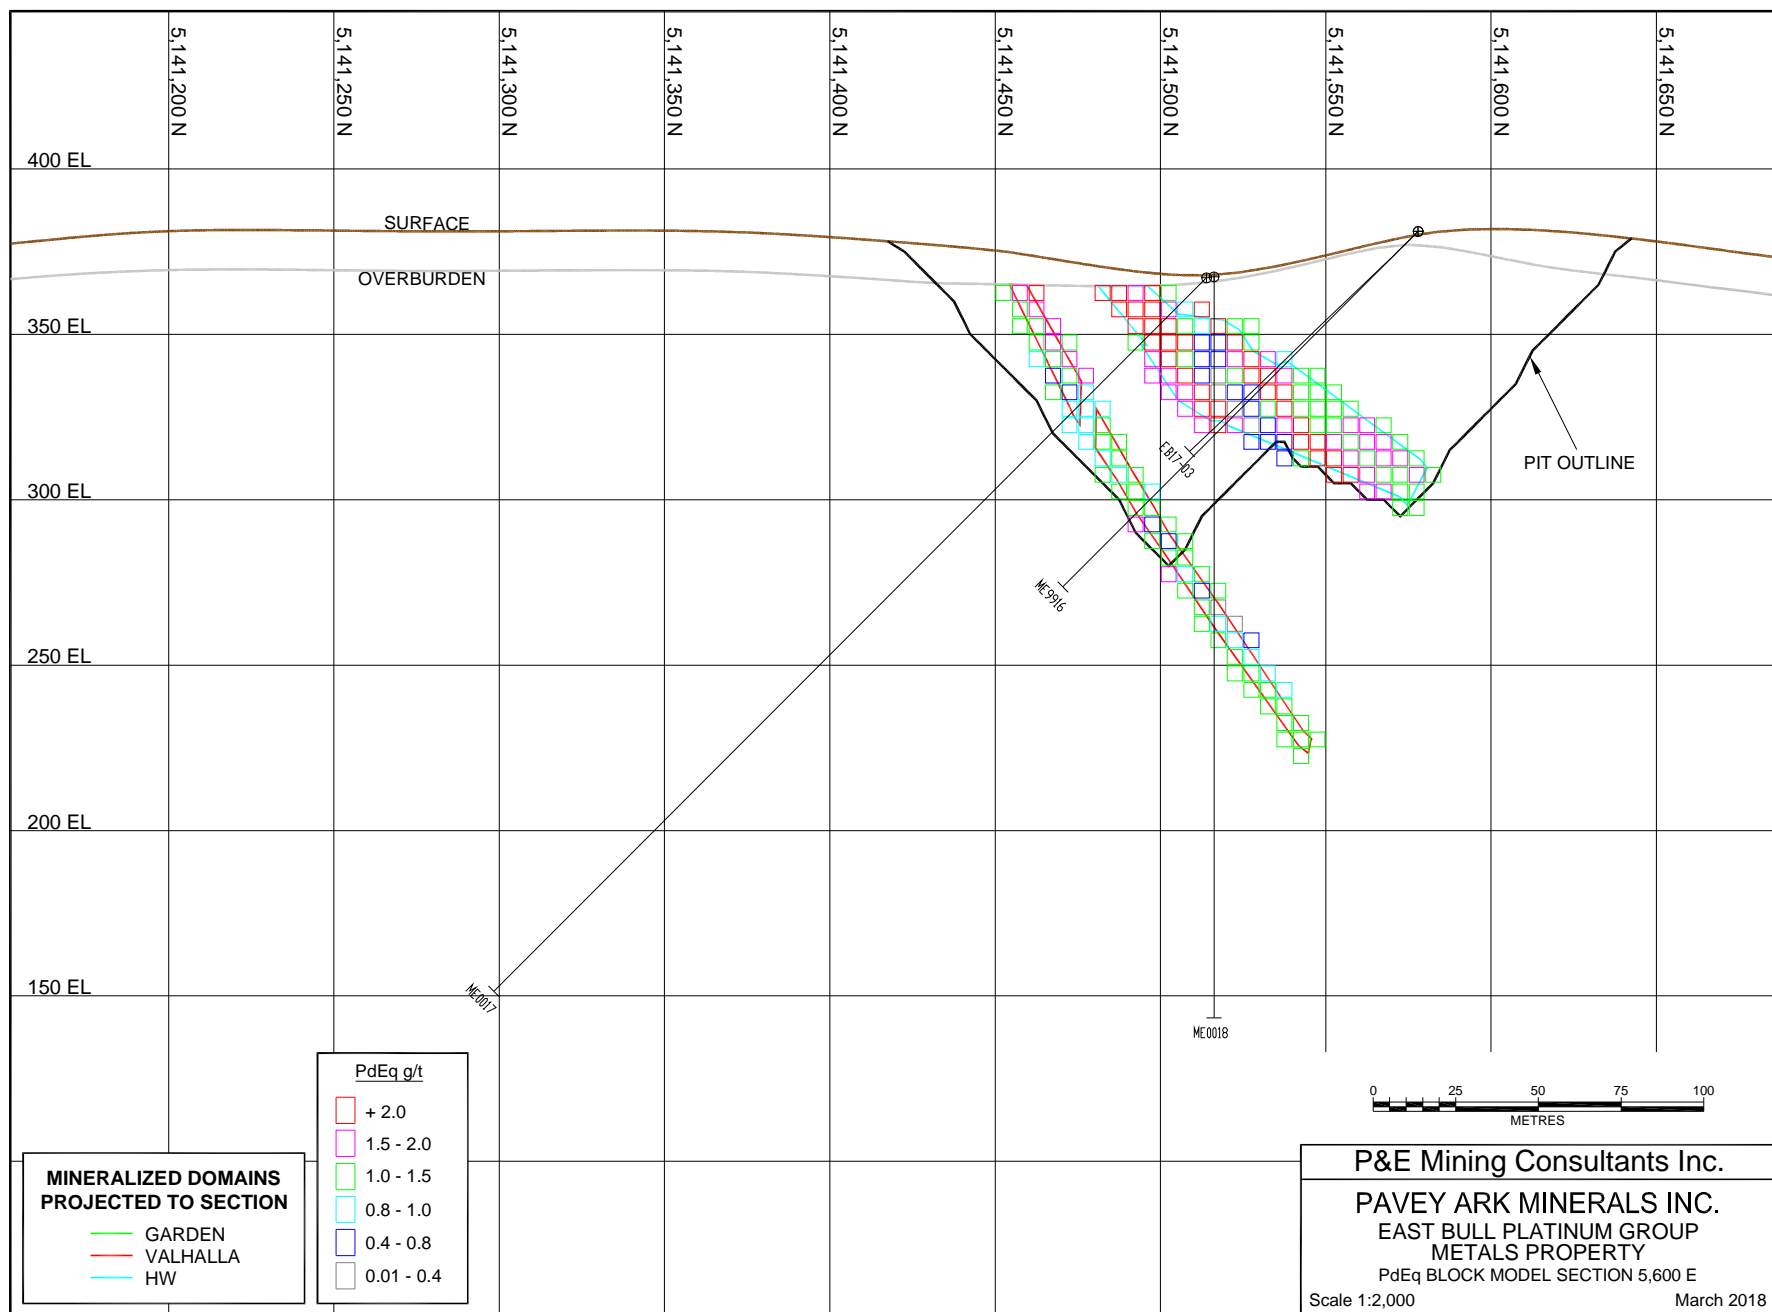 5,141,200 N
5,141,250 N
5,141,300 N
5,141,350 N
5,141,400 N
5,141,450 N
5,141,500 N
5,141,550 N
5,141,600 N
5,141,650 N
400 EL
SURFACE
OVERBURDEN
350 EL
EB17-03
PIT OUTLINE
300 EL
ME9916
250 EL
200 EL
150 EL
ME0017
ME0018
PdEq g/t
+ 2.0
1.5 - 2.0
1.0 - 1.5
0.8 - 1.0
0.4 - 0.8
0.01 - 0.4
MINERALIZED DOMAINS
PROJECTED TO SECTION
GARDEN
VALHALLA
HW
0 25 50 75 100
METRES
P&E Mining Consultants Inc.
PAVEY ARK MINERALS INC.
EAST BULL PLATINUM GROUP
METALS PROPERTY
PdEq BLOCK MODEL SECTION 5,600 E
Scale 1:2,000 March 2018